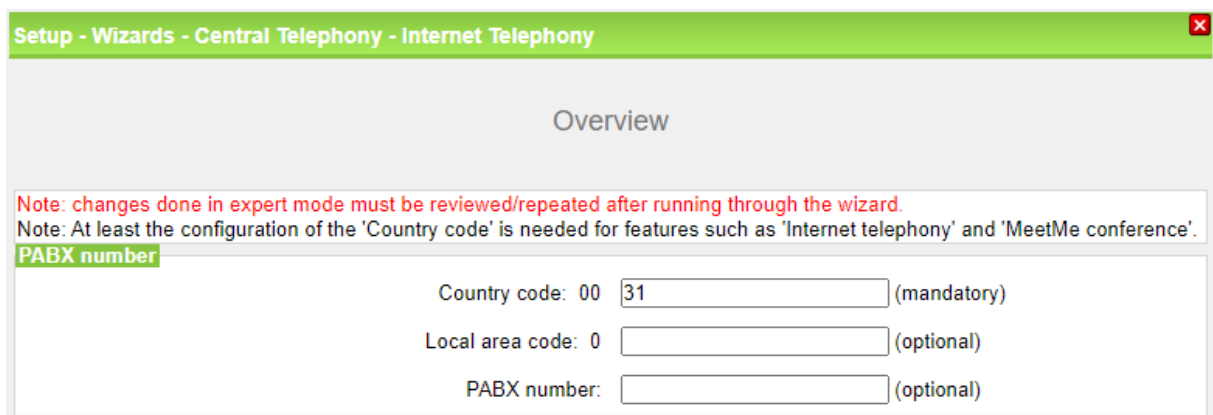 Setup - Wizards - Central Telephony - Internet Telephony
Overview
Note: changes done in expert mode must be reviewed/repeated after running through the wizard.
Note: At least the configuration of the 'Country code' is needed for features such as 'Internet telephony' and 'MeetMe conference'.
PABX number
Country code: 00 31 (mandatory)
Local area code: 0 (optional)
PABX number: (optional)